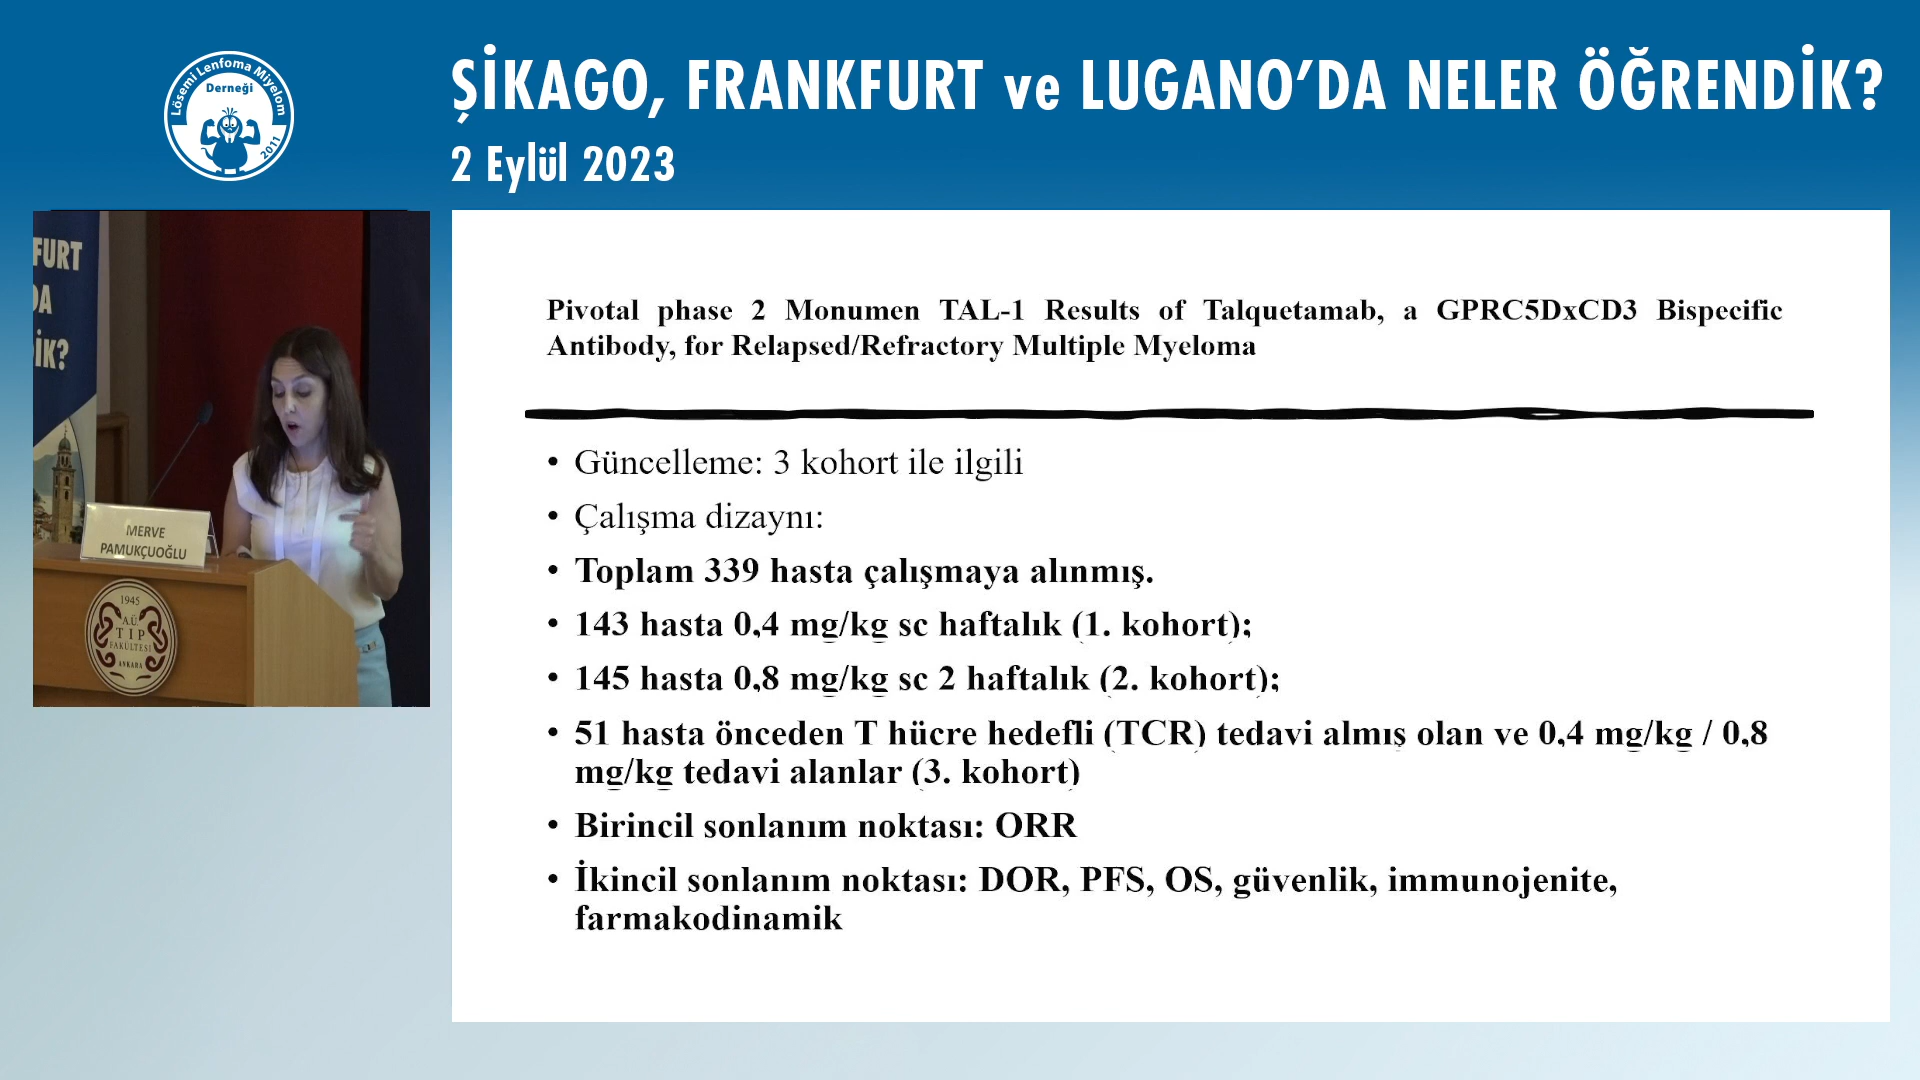 Lösemi Lenfoma Miyelom
Derneği
2011
ŞİKAGO, FRANKFURT ve LUGANO’DA NELER ÖĞRENDİK?
2 Eylül 2023
FURT
DA
İK?
MERVE
PAMUKÇUOĞLU
1945
A.Ü.
TIP
FAKÜLTESİ
ANKARA
Pivotal phase 2 Monumen TAL-1 Results of Talquetamab, a GPRC5DxCD3 Bispecific
Antibody, for Relapsed/Refractory Multiple Myeloma
• Güncelleme: 3 kohort ile ilgili
• Çalışma dizaynı:
• Toplam 339 hasta çalışmaya alınmış.
• 143 hasta 0,4 mg/kg sc haftalık (1. kohort);
• 145 hasta 0,8 mg/kg sc 2 haftalık (2. kohort);
• 51 hasta önceden T hücre hedefli (TCR) tedavi almış olan ve 0,4 mg/kg / 0,8
mg/kg tedavi alanlar (3. kohort)
• Birincil sonlanım noktası: ORR
• İkincil sonlanım noktası: DOR, PFS, OS, güvenlik, immunojenite,
farmakodinamik